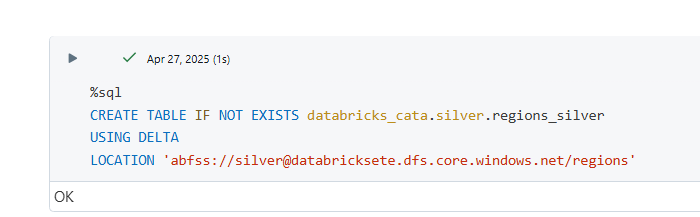 Apr 27, 2025 (1s)
%sql
CREATE TABLE IF NOT EXISTS databricks_cata.silver.regions_silver
USING DELTA
LOCATION 'abfss://silver@databricksete.dfs.core.windows.net/regions'
OK